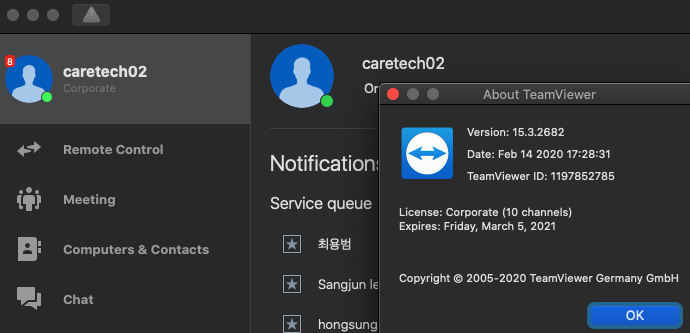 8
caretech02
Corporate
Remote Control
Meeting
Computers & Contacts
Chat
caretech02
Notifications
Service queue
최용범
Sangjun
hongsung
About TeamViewer
Version: 15.3.2682
Date: Feb 14 2020 17:28:31
TeamViewer ID: 1197852785
License: Corporate (10 channels)
Expires: Friday, March 5, 2021
Copyright © 2005-2020 TeamViewer Germany GmbH
OK